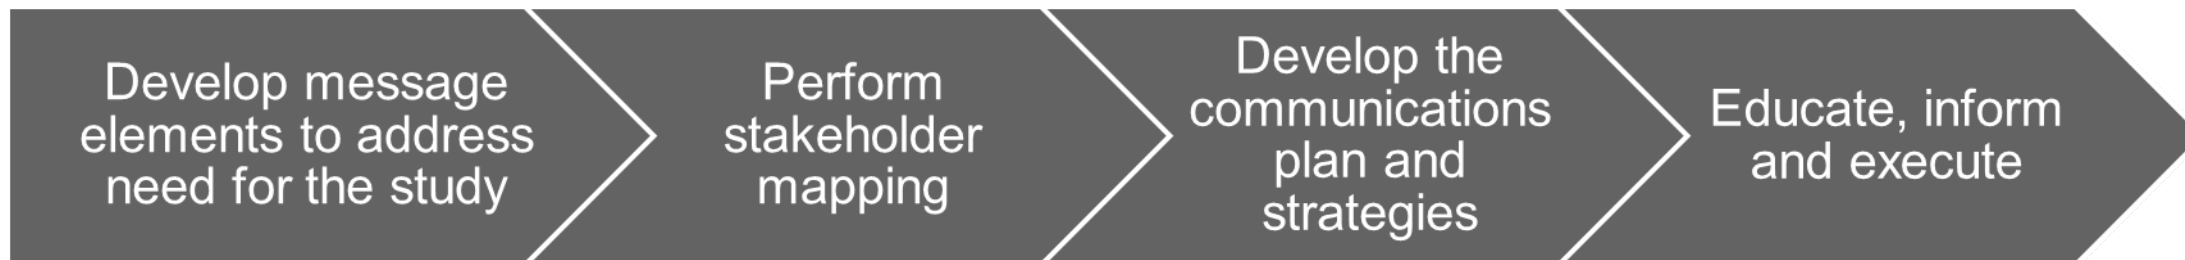 Develop message
elements to address
need for the study
Perform
stakeholder
mapping
Develop the
communications
plan and
strategies
Educate, inform
and execute